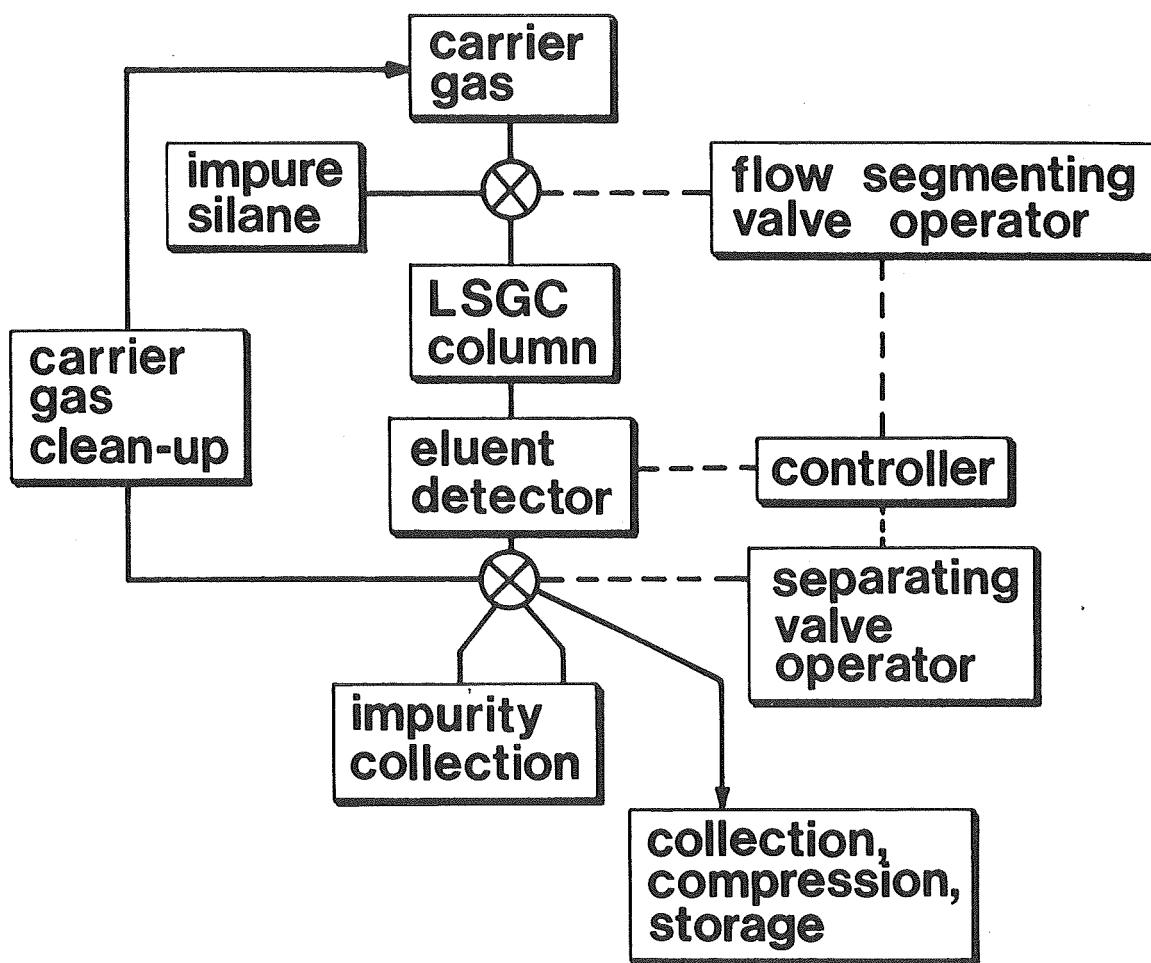 carrier
gas
impure
silane
flow segmenting
valve operator
LSGC
column
carrier
gas
clean-up
eluent
detector
controller
separating
valve
operator
impurity
collection
collection,
compression,
storage